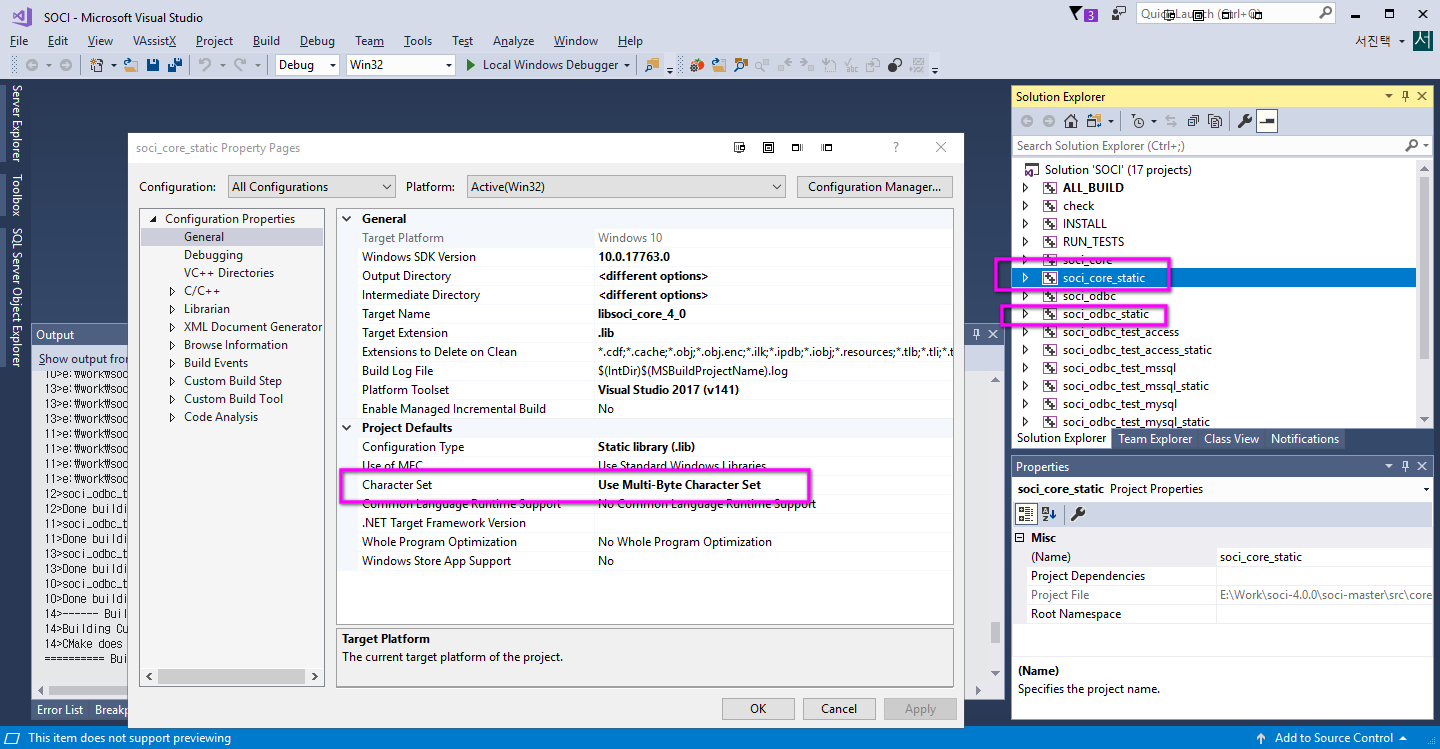 SOCI - Microsoft Visual Studio
3
Quick Launch (Ctrl+Q)
File Edit View VAssistX Project Build Debug Team Tools Test Analyze Window Help
서진택 서
Debug Win32 Local Windows Debugger
Server Explorer
Toolbox
SQL Server Object Explorer
soci_core_static Property Pages
Configuration: All Configurations Platform: Active(Win32) Configuration Manager...
Configuration Properties
General
Debugging
VC++ Directories
C/C++
Librarian
XML Document Generator
Browse Information
Build Events
Custom Build Step
Custom Build Tool
Code Analysis
General
Target Platform Windows 10
Windows SDK Version 10.0.17763.0
Output Directory <different options>
Intermediate Directory <different options>
Target Name libsoci_core_4_0
Target Extension .lib
Extensions to Delete on Clean *.cdf;*.cache;*.obj;*.obj.enc;*.ilk;*.ipdb;*.iobj;*.resources;*.tlb;*.tli;*.t
Build Log File $(IntDir)$(MSBuildProjectName).log
Platform Toolset Visual Studio 2017 (v141)
Enable Managed Incremental Build No
Project Defaults
Configuration Type Static library (.lib)
Use of MFC Use Standard Windows Libraries
Character Set Use Multi-Byte Character Set
Common Language Runtime Support No Common Language Runtime Support
.NET Target Framework Version
Whole Program Optimization No Whole Program Optimization
Windows Store App Support No
Target Platform
The current target platform of the project.
OK Cancel Apply
Output
Show output from
10>e:₩work₩soc
13>e:₩work₩soc
13>e:₩work₩soc
13>e:₩work₩soc
11>e:₩work₩soc
11>e:₩work₩soc
11>e:₩work₩soc
11>e:₩work₩soc
12>soci_odbc_t
12>Done buildi
11>soci_odbc_t
11>Done buildi
13>soci_odbc_t
13>Done buildi
10>soci_odbc_t
10>Done buildi
14>------ Buil
14>Building Cu
14>CMake does
========== Bui
Error List Breakp
Solution Explorer
Search Solution Explorer (Ctrl+;)
Solution 'SOCI' (17 projects)
ALL_BUILD
check
INSTALL
RUN_TESTS
soci_core
soci_core_static
soci_odbc
soci_odbc_static
soci_odbc_test_access
soci_odbc_test_access_static
soci_odbc_test_mssql
soci_odbc_test_mssql_static
soci_odbc_test_mysql
soci_odbc_test_mysql_static
Solution Explorer Team Explorer Class View Notifications
Properties
soci_core_static Project Properties
Misc
(Name) soci_core_static
Project Dependencies
Project File E:\Work\soci-4.0.0\soci-master\src\core
Root Namespace
(Name)
Specifies the project name.
This item does not support previewing
Add to Source Control